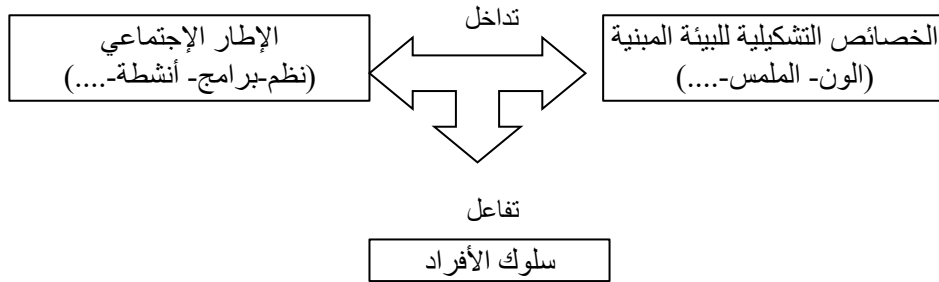 تداخل
الخصائص التشكيلية للبيئة المبنية
(الون- الملمس-....)
الإطار الإجتماعي
(نظم-برامج- أنشطة-....)
تفاعل
سلوك الأفراد